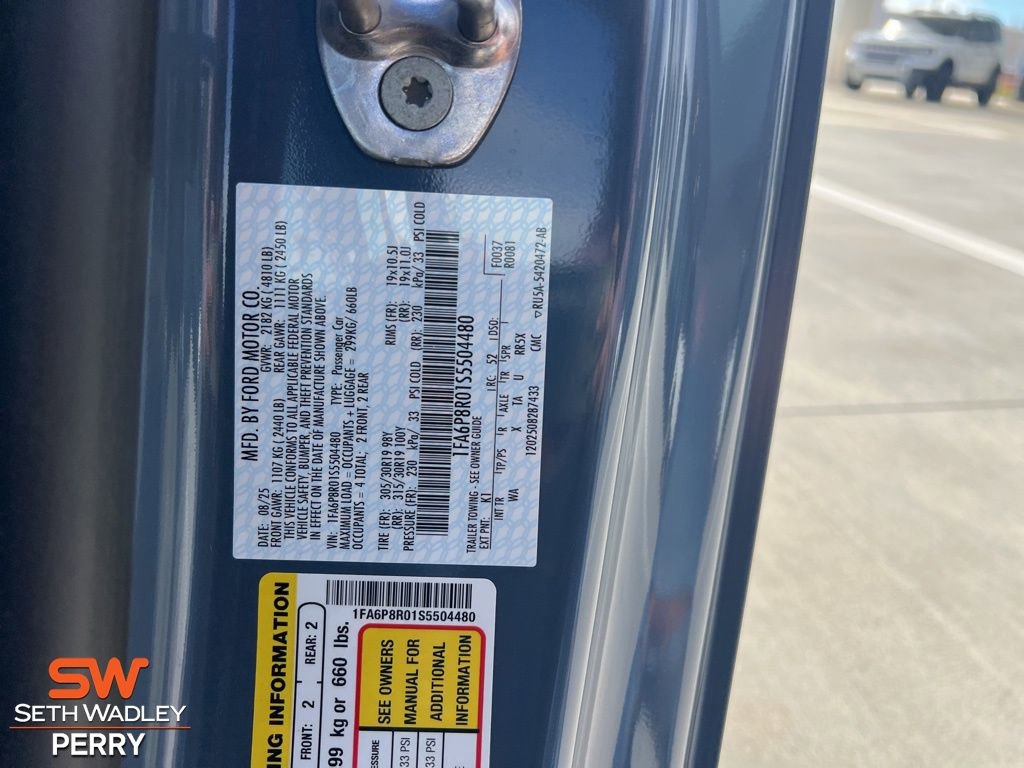 MFD. BY FORD MOTOR CO.
DATE: 08/25 GVWR: 2182 KG ( 4810 LB)
FRONT GAWR: 1107 KG ( 2440 LB) REAR GAWR: 1111 KG ( 2450 LB)
THIS VEHICLE CONFORMS TO ALL APPLICABLE FEDERAL MOTOR
VEHICLE SAFETY, BUMPER, AND THEFT PREVENTION STANDARDS
IN EFFECT ON THE DATE OF MANUFACTURE SHOWN ABOVE.
VIN: 1FA6P8R01S5504480 TYPE: Passenger Car
MAXIMUM LOAD = OCCUPANTS + LUGGAGE = 299KG/ 660LB
OCCUPANTS = 4 TOTAL; 2 FRONT, 2 REAR
TIRE (FR): 305/30R19 98Y RIMS (FR): 19x10.5J
(RR): 315/30R19 100Y (RR): 19x11.0J
PRESSURE (FR): 230 kPa/ 33 PSI COLD (RR): 230 kPa/ 33 PSI COLD
1FA6P8R01S5504480
TRAILER TOWING - SEE OWNER GUIDE
EXT PNT: K1 RC: 52 DSO: F0037
INT TR TP/PS R AXLE TR SPR R0081
WA X TA U RR5X
1202508287433 CMC RU5A-5420472-AB
1FA6P8R01S5504480
ING INFORMATION
FRONT: 2 REAR: 2
99 kg or 660 lbs.
SEE OWNERS
MANUAL FOR
ADDITIONAL
INFORMATION
ESSURE
33 PSI
33 PSI
SW
SETH WADLEY
PERRY